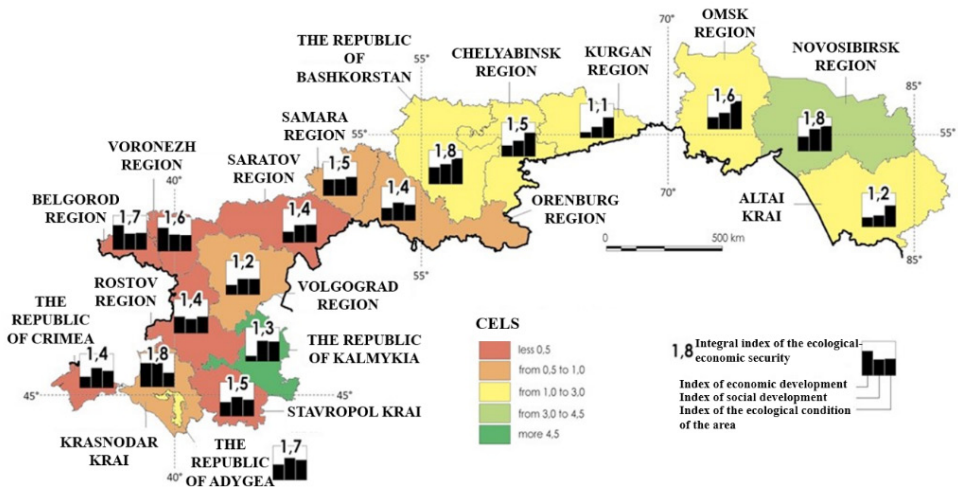 OMSK
REGION
70°
THE REPUBLIC
OF
BASHKORSTAN
55°
CHELYABINSK
REGION
KURGAN
REGION
NOVOSIBIRSK
REGION
85°
1,6
1,1
SAMARA
REGION
55°
1,5
1,8
55°
VORONEZH
REGION
SARATOV
REGION
40°
1,5
1,8
1,4
70°
ALTAI
KRAI
1,2
BELGOROD
REGION
1,7
1,6
1,4
ORENBURG
REGION
0
500 km
85°
55°
1,2
ROSTOV
REGION
VOLGOGRAD
REGION
THE
REPUBLIC
OF CRIMEA
1,4
1,3
THE REPUBLIC
OF KALMYKIA
1,4
1,8
1,5
45°
45°
STAVROPOL KRAI
KRASNODAR
KRAI
40°
THE
REPUBLIC
OF ADYGEA
1,7
CELS
less 0,5
from 0,5 to 1,0
from 1,0 to 3,0
from 3,0 to 4,5
more 4,5
1,8
Integral index of the ecological-
economic security
Index of economic development
Index of social development
Index of the ecological condition
of the area